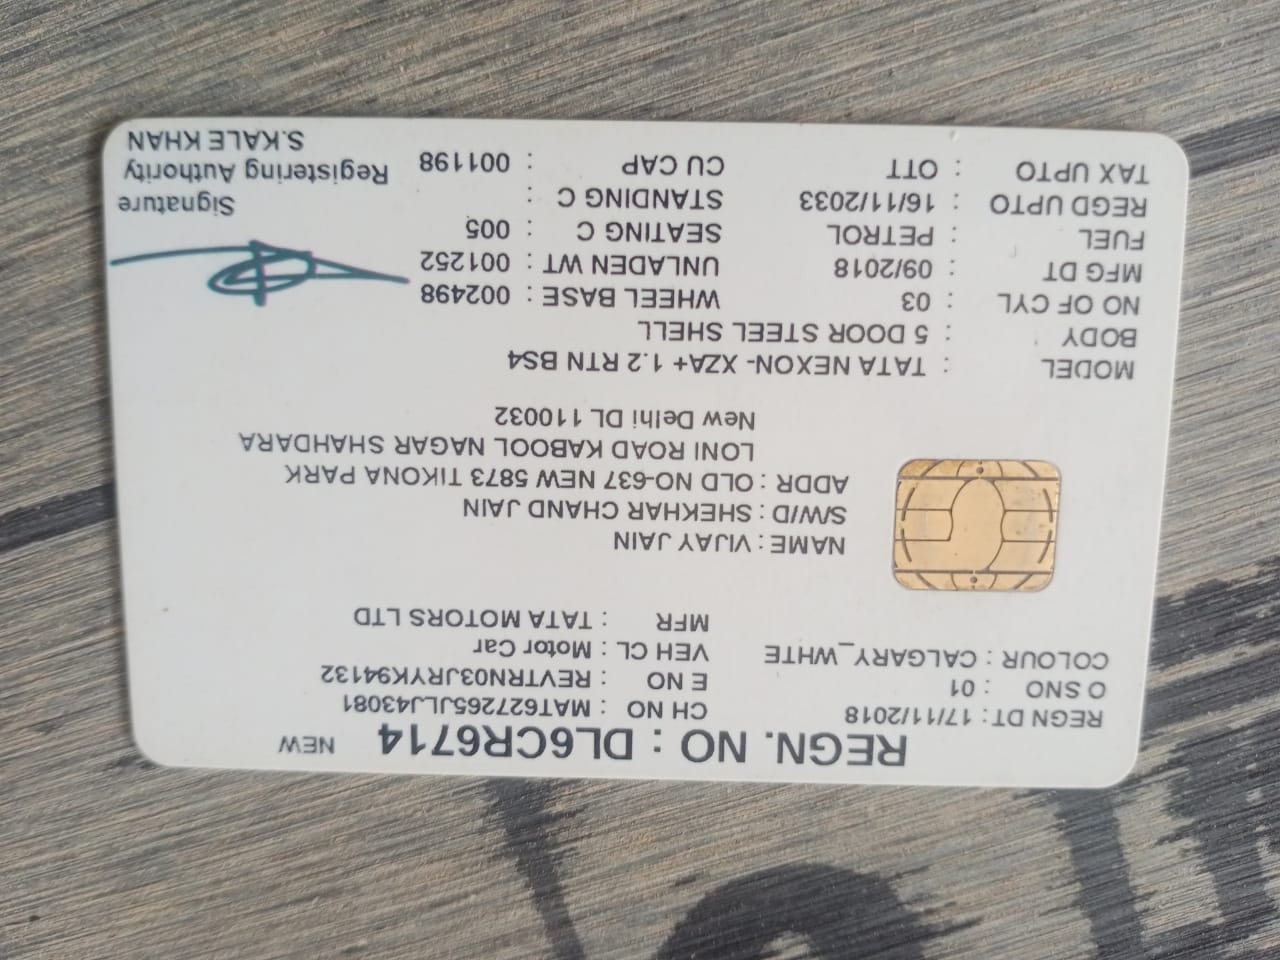 REGN. NO : DL6CR6714 NEW
REGN DT : 17/11/2018 CH NO : MAT627265JLJ43081
O SNO : 01 E NO : REVTRN03JRYK94132
COLOUR : CALGARY_WHTE VEH CL : Motor Car
MFR : TATA MOTORS LTD
NAME : VIJAY JAIN
S/W/D : SHEKHAR CHAND JAIN
ADDR : OLD NO-637 NEW 5873 TIKONA PARK
LONI ROAD KABOOL NAGAR SHAHDARA
New Delhi DL 110032
MODEL : TATA NEXON- XZA+ 1.2 RTN BS4
BODY : 5 DOOR STEEL SHELL
NO OF CYL : 03 WHEEL BASE : 002498
MFG DT : 09/2018 UNLADEN WT : 001252
FUEL : PETROL SEATING C : 005
REGD UPTO : 16/11/2033 STANDING C :
TAX UPTO : OTT CU CAP : 001198
Signature
Registering Authority
S.KALE KHAN